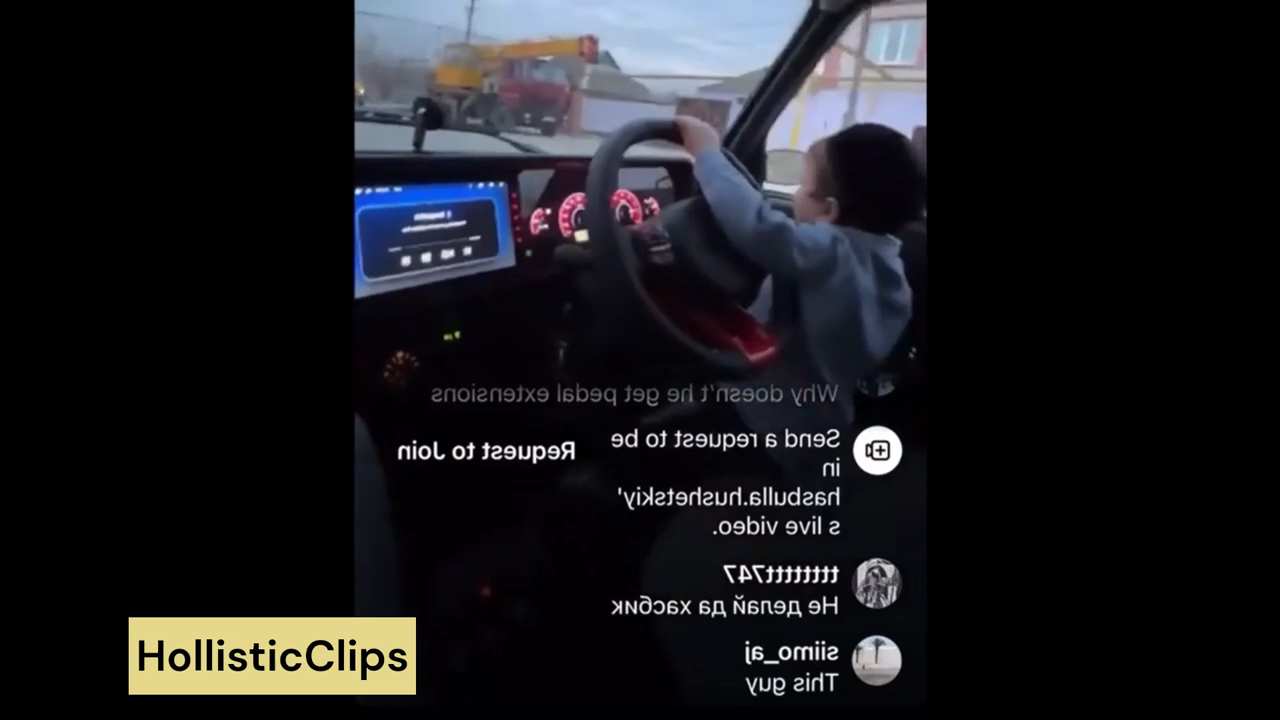 Why doesn't he get pedal extensions
Send a request to be
in
hasbulla.hushetskiy'
s live video.
Request to Join
ttttttttt747
Не делай да хасбик
siimo_aj
This guy
HollisticClips